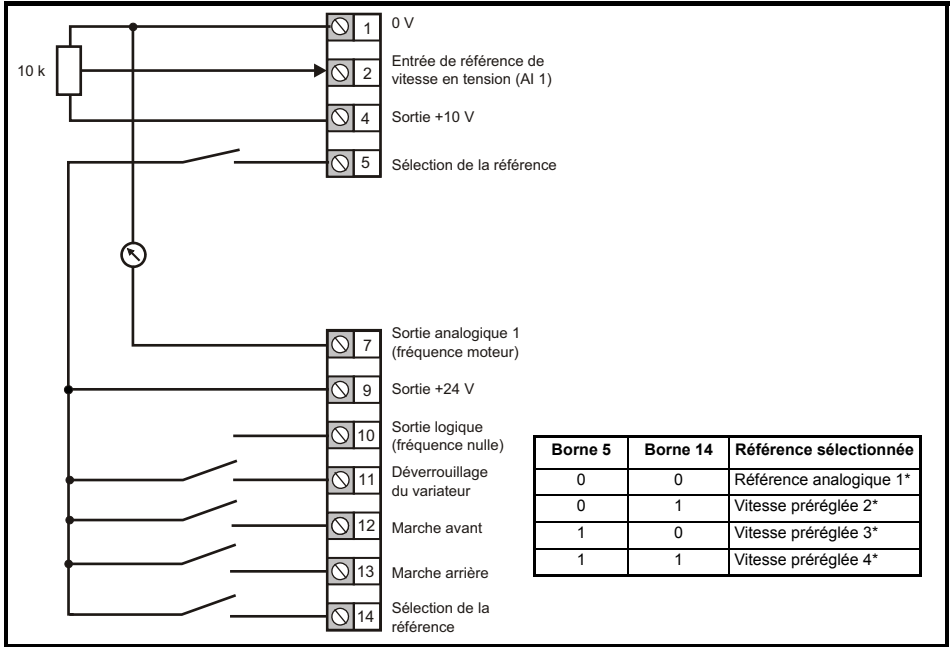 1 0 V
10 k
2 Entrée de référence de
vitesse en tension (AI 1)
4 Sortie +10 V
5 Sélection de la référence
7 Sortie analogique 1
(fréquence moteur)
9 Sortie +24 V
10 Sortie logique
(fréquence nulle)
11 Déverrouillage
du variateur
12 Marche avant
13 Marche arrière
14 Sélection de la
référence
Borne 5 Borne 14 Référence sélectionnée
0 0 Référence analogique 1*
0 1 Vitesse préréglée 2*
1 0 Vitesse préréglée 3*
1 1 Vitesse préréglée 4*